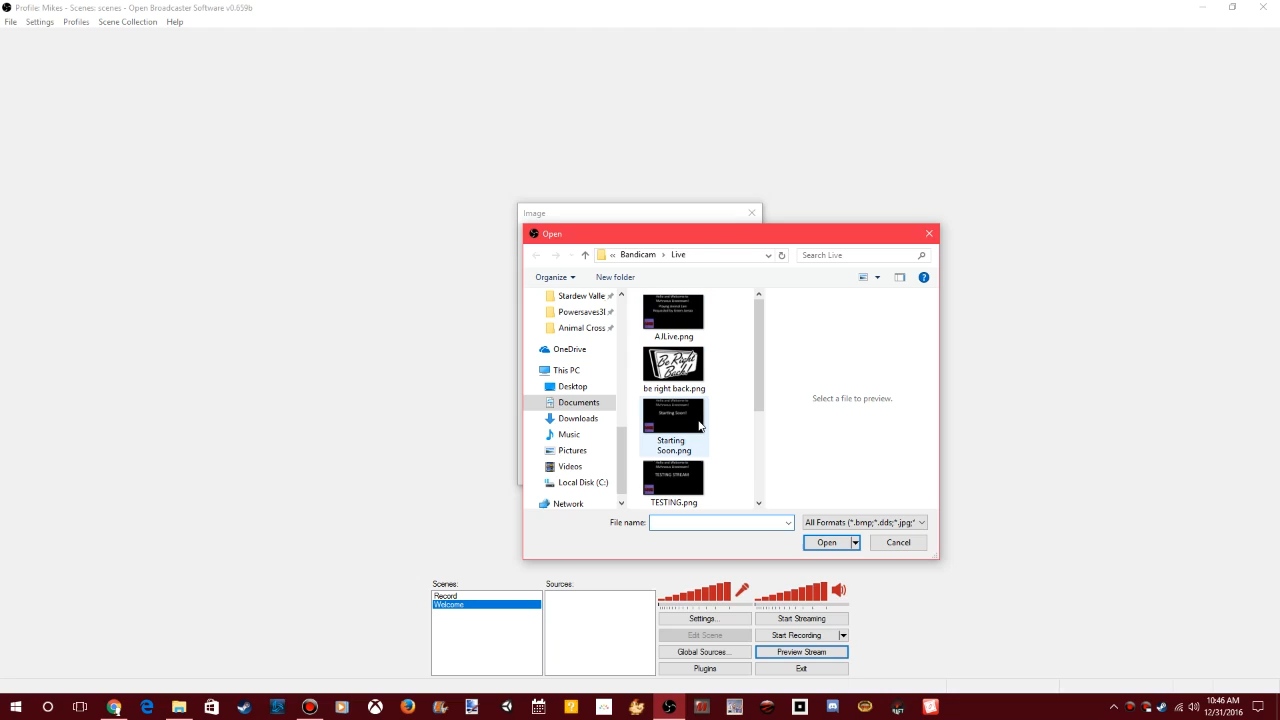 Profile: Mikes - Scenes: scenes - Open Broadcaster Software v0.659b
File Settings Profiles Scene Collection Help
Image
Open
« Bandicam > Live
Search Live
Organize
New folder
Stardew Valle
Powersaves3
Animal Cross
OneDrive
This PC
Desktop
Documents
Downloads
Music
Pictures
Videos
Local Disk (C:)
Network
AJLive.png
Be Right Back!
be right back.png
Starting Soon!
Starting
Soon.png
TESTING STREAM
TESTING.png
Select a file to preview.
File name:
All Formats (*.bmp;*.dds;*.jpg;*
Open
Cancel
Scenes:
Record
Welcome
Sources:
Settings...
Start Streaming
Edit Scene
Start Recording
Global Sources...
Preview Stream
Plugins
Exit
10:46 AM
12/31/2016